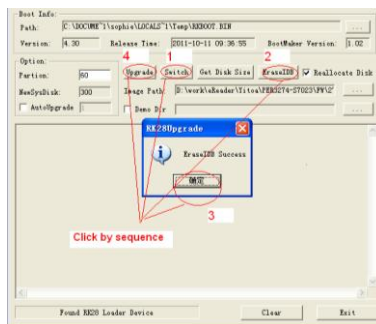 Boot Info:
Path: C:\DOCUME~1\sophie\LOCALS~1\Temp\RKBOOT.BIN ...
Version: 4.30 Release Time: 2011-10-11 09:36:55 BootMaker Version: 1.02
Option:
4 1 2
Partion: 60 Upgrade Switch Get Disk Size EraseIDB Reallocate Disk
NewSysDisk: 300 Image Path ...
AutoUpgrade Demo Dir ...
RK28Upgrade
EraseIDB Success
确定
3
Click by sequence
Found RK28 Loader Device Clear Exit